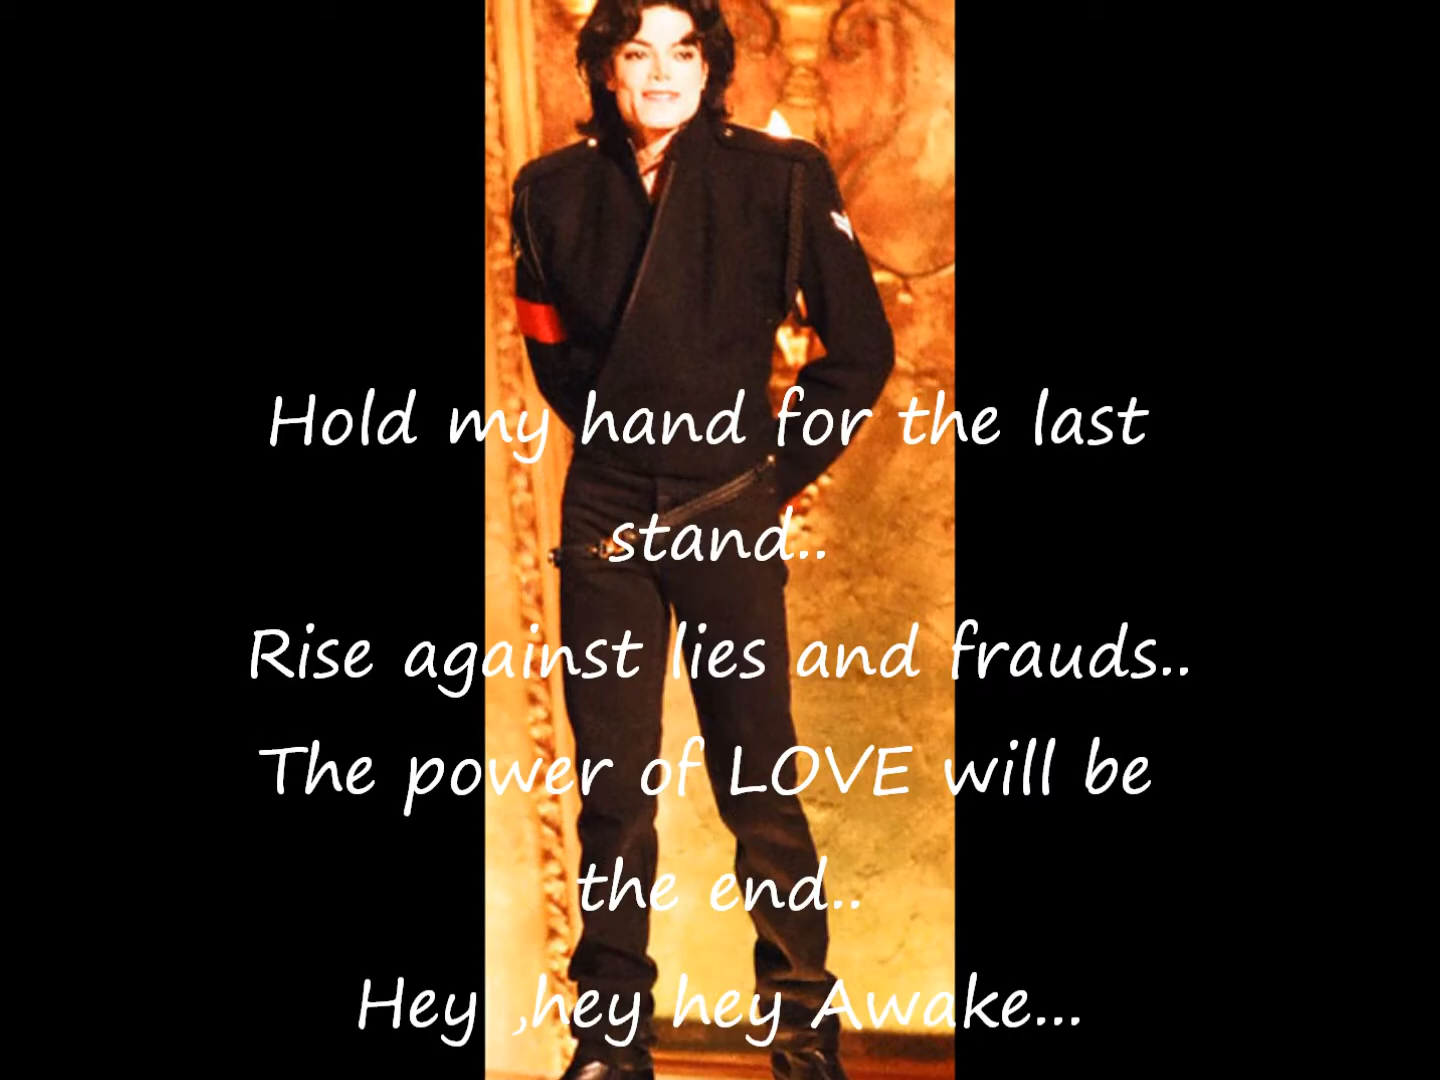 Hold my hand for the last
stand..
Rise against lies and frauds..
The power of LOVE will be
the end..
Hey ,hey hey Awake...